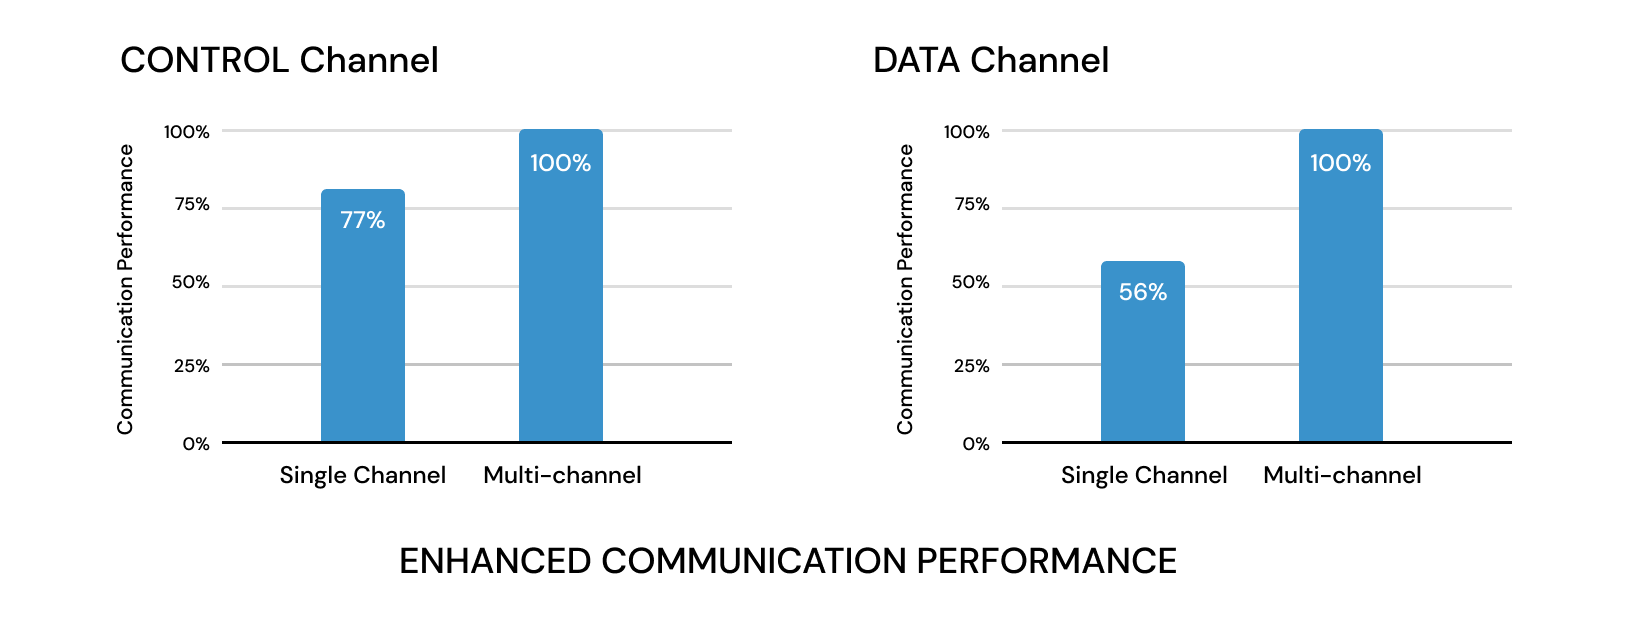 CONTROL Channel
Communication Performance
100%
75%
50%
25%
0%
77%
100%
Single Channel
Multi-channel
DATA Channel
Communication Performance
100%
75%
50%
25%
0%
56%
100%
Single Channel
Multi-channel
ENHANCED COMMUNICATION PERFORMANCE